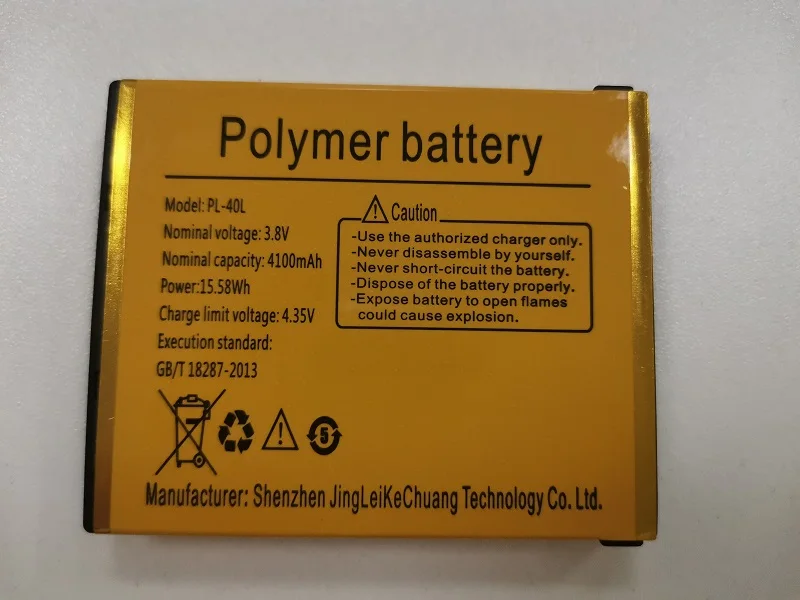 Polymer battery
Model: PL-40L
Nominal voltage: 3.8V
Nominal capacity: 4100mAh
Power:15.58Wh
Charge limit voltage: 4.35V
Execution standard:
GB/T 18287-2013
Caution
-Use the authorized charger only.
-Never disassemble by yourself.
-Never short-circuit the battery.
-Dispose of the battery properly.
-Expose battery to open flames
could cause explosion.
5
Manufacturer: Shenzhen JingLeiKeChuang Technology Co. Ltd.